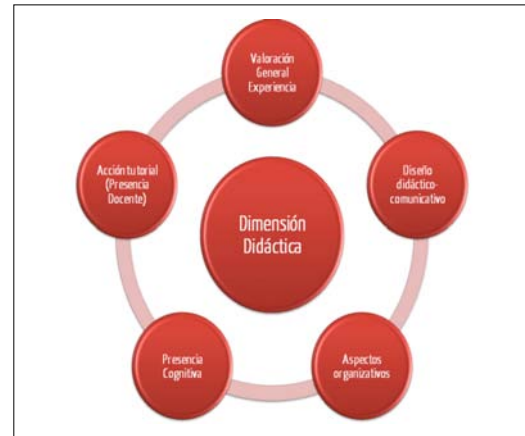 Valoración
General
Experiencia
Acción tutorial
(Presencia
Docente)
Diseño
didáctico-
comunicativo
Dimensión
Didáctica
Presencia
Cognitiva
Aspectos
organizativos